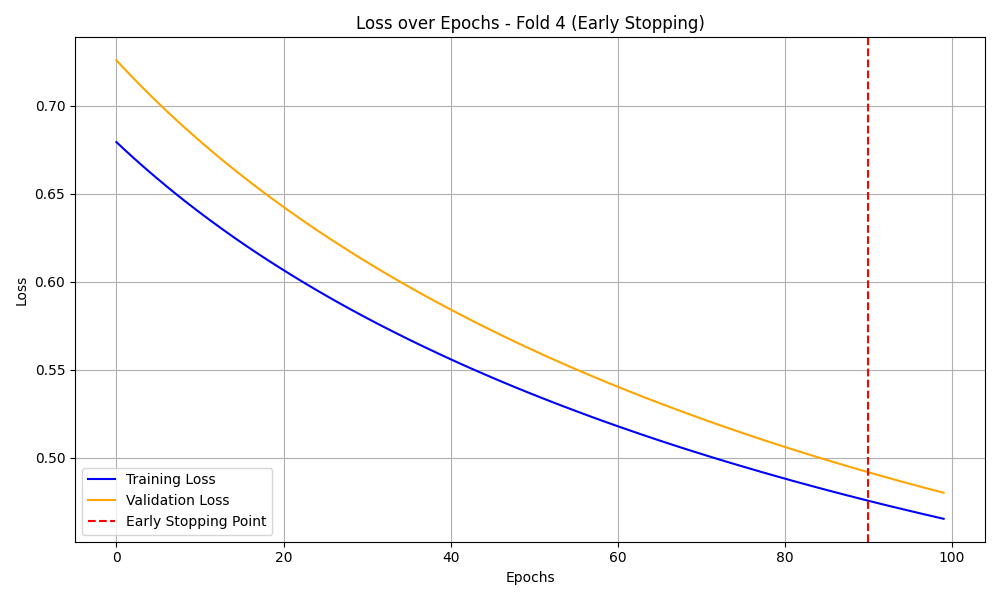 Loss over Epochs - Fold 4 (Early Stopping)
Loss
0.70
0.65
0.60
0.55
0.50
Training Loss
Validation Loss
Early Stopping Point
0 20 40 60 80 100
Epochs